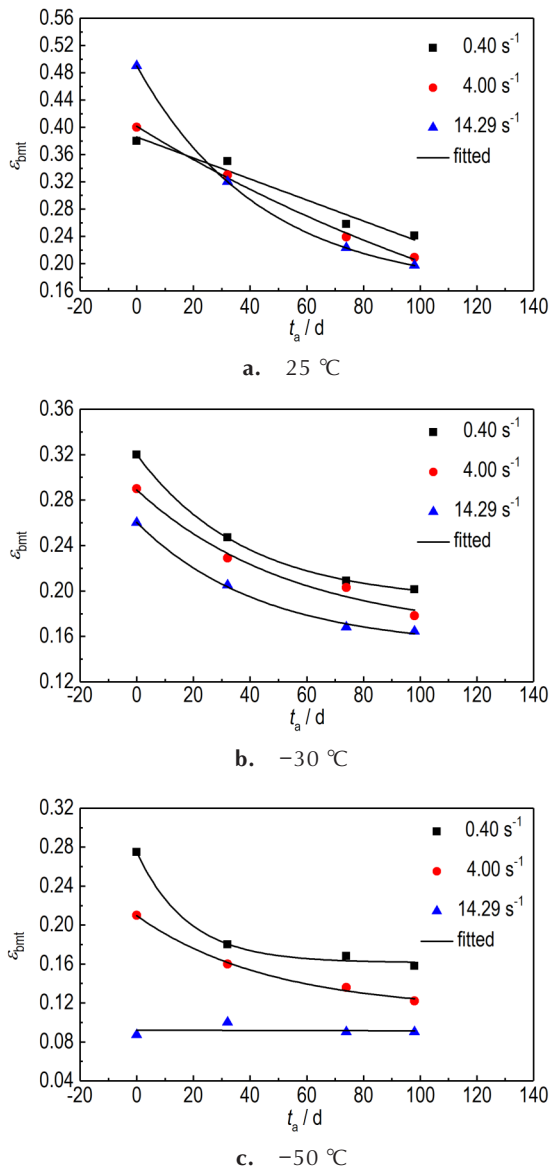 0.56
0.52
0.48
0.44
0.40
0.36
0.32
0.28
0.24
0.20
0.16
εbmt
0.40 s-1
4.00 s-1
14.29 s-1
fitted
-20 0 20 40 60 80 100 120 140
ta / d
a. 25 ℃
0.36
0.32
0.28
0.24
0.20
0.16
0.12
εbmt
0.40 s-1
4.00 s-1
14.29 s-1
fitted
-20 0 20 40 60 80 100 120 140
ta / d
b. −30 ℃
0.32
0.28
0.24
0.20
0.16
0.12
0.08
0.04
εbmt
0.40 s-1
4.00 s-1
14.29 s-1
fitted
-20 0 20 40 60 80 100 120 140
ta / d
c. −50 ℃